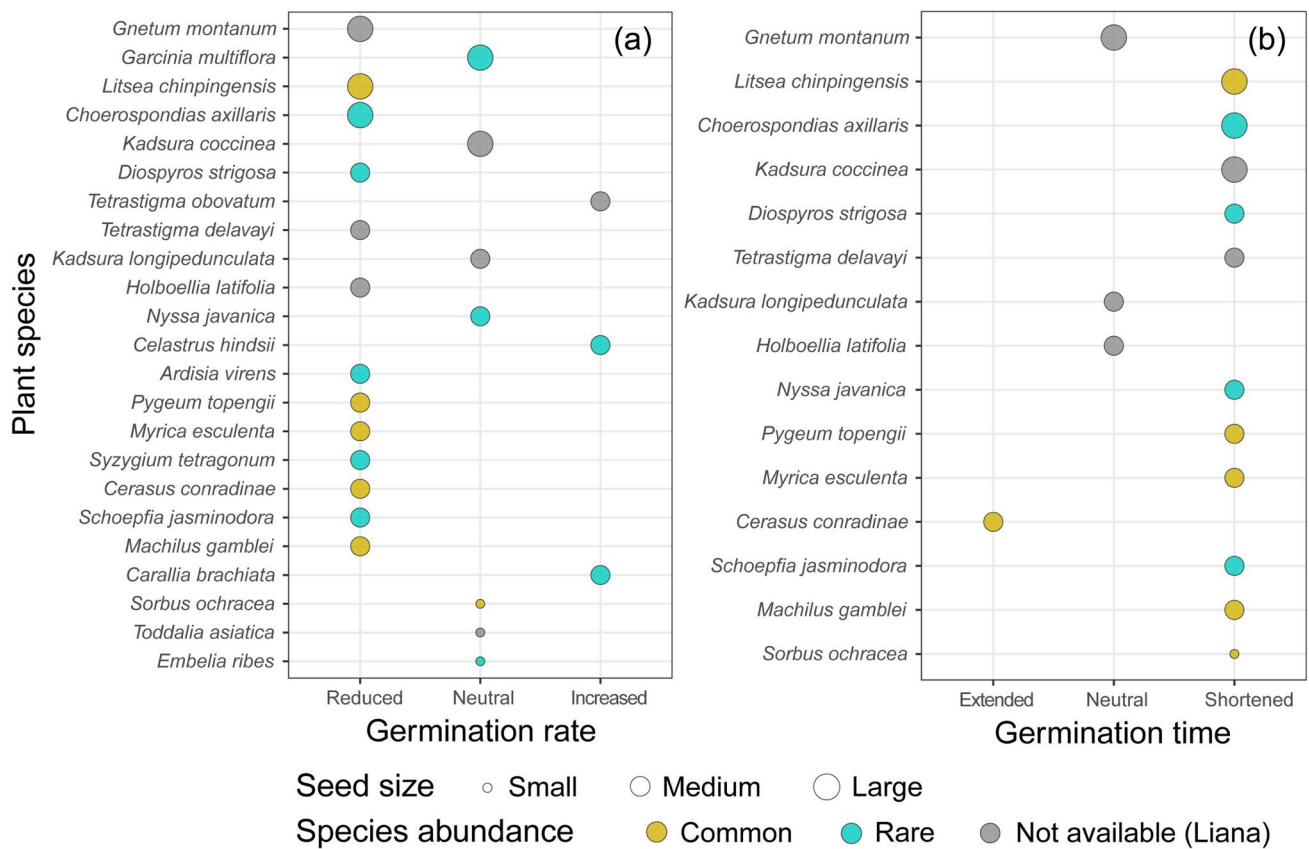 (a)
Gnetum montanum
Garcinia multiflora
Litsea chinpingensis
Choerospondias axillaris
Kadsura coccinea
Diospyros strigosa
Tetrastigma obovatum
Tetrastigma delavayi
Kadsura longipedunculata
Holboellia latifolia
Nyssa javanica
Celastrus hindsii
Ardisia virens
Pygeum topengii
Myrica esculenta
Syzygium tetragonum
Cerasus conradinae
Schoepfia jasminodora
Machilus gamblei
Carallia brachiata
Sorbus ochracea
Toddalia asiatica
Embelia ribes
Plant species
Reduced Neutral Increased
Germination rate
(b)
Gnetum montanum
Litsea chinpingensis
Choerospondias axillaris
Kadsura coccinea
Diospyros strigosa
Tetrastigma delavayi
Kadsura longipedunculata
Holboellia latifolia
Nyssa javanica
Pygeum topengii
Myrica esculenta
Cerasus conradinae
Schoepfia jasminodora
Machilus gamblei
Sorbus ochracea
Extended Neutral Shortened
Germination time
Seed size Small Medium Large
Species abundance Common Rare Not available (Liana)